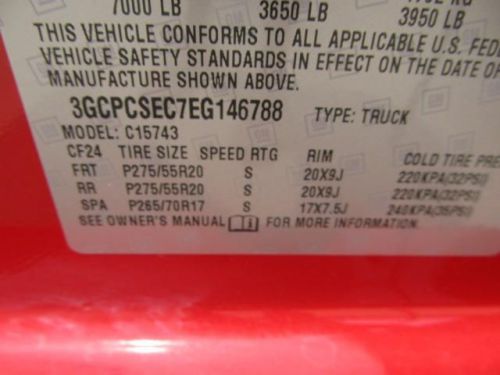 7000 LB 3650 LB 3950 LB
THIS VEHICLE CONFORMS TO ALL APPLICABLE U.S. FED
VEHICLE SAFETY STANDARDS IN EFFECT ON THE DATE O
MANUFACTURE SHOWN ABOVE.
3GCPCSEC7EG146788 TYPE: TRUCK
MODEL: C15743
CF24 TIRE SIZE SPEED RTG RIM COLD TIRE PRE
FRT P275/55R20 S 20X9J 220KPA(32PSI)
RR P275/55R20 S 20X9J 220KPA(32PSI)
SPA P265/70R17 S 17X7.5J 240KPA(35PSI)
SEE OWNER'S MANUAL FOR MORE INFORMATION.